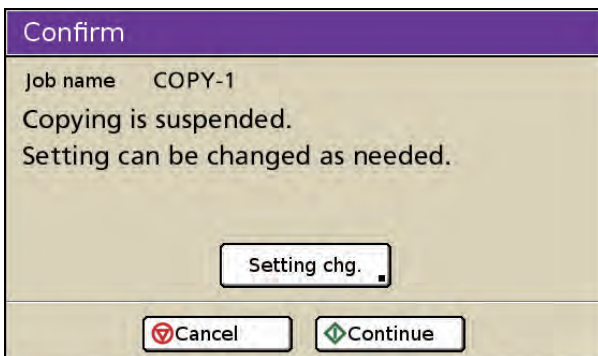 Confirm
Job name COPY-1
Copying is suspended.
Setting can be changed as needed.
Setting chg.
Cancel Continue